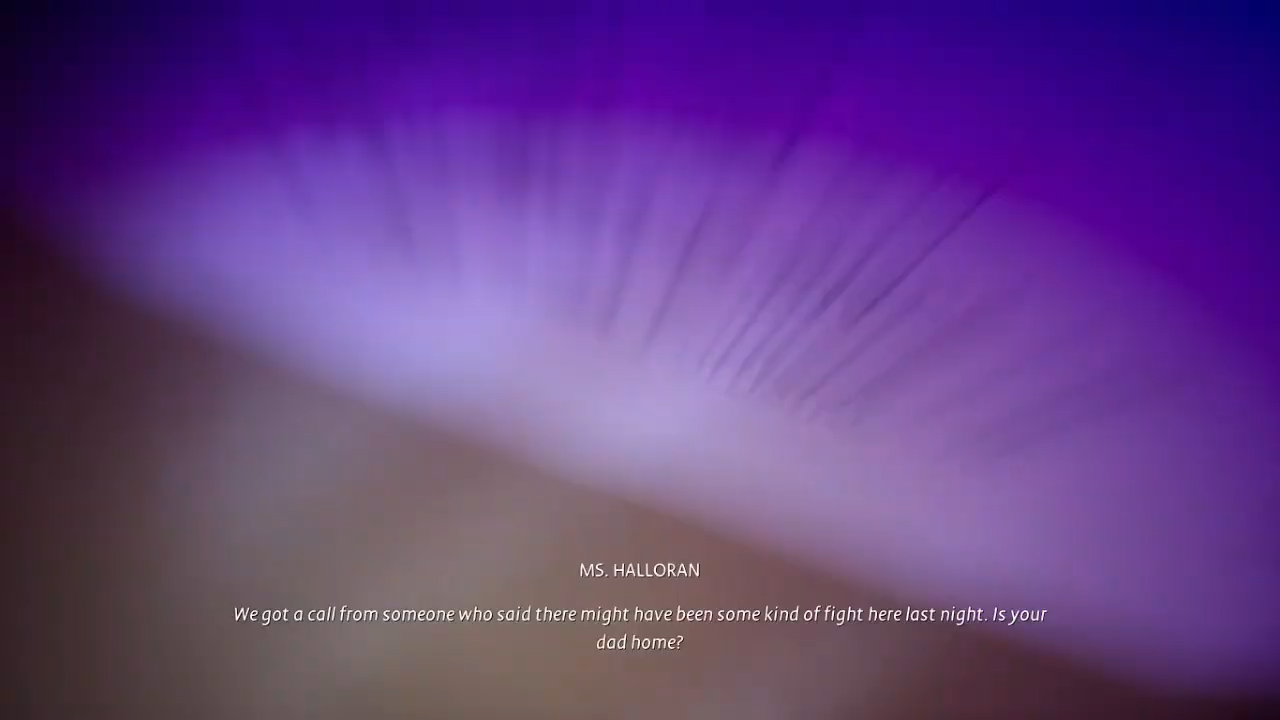 MS. HALLORAN
We got a call from someone who said there might have been some kind of fight here last night. Is your
dad home?